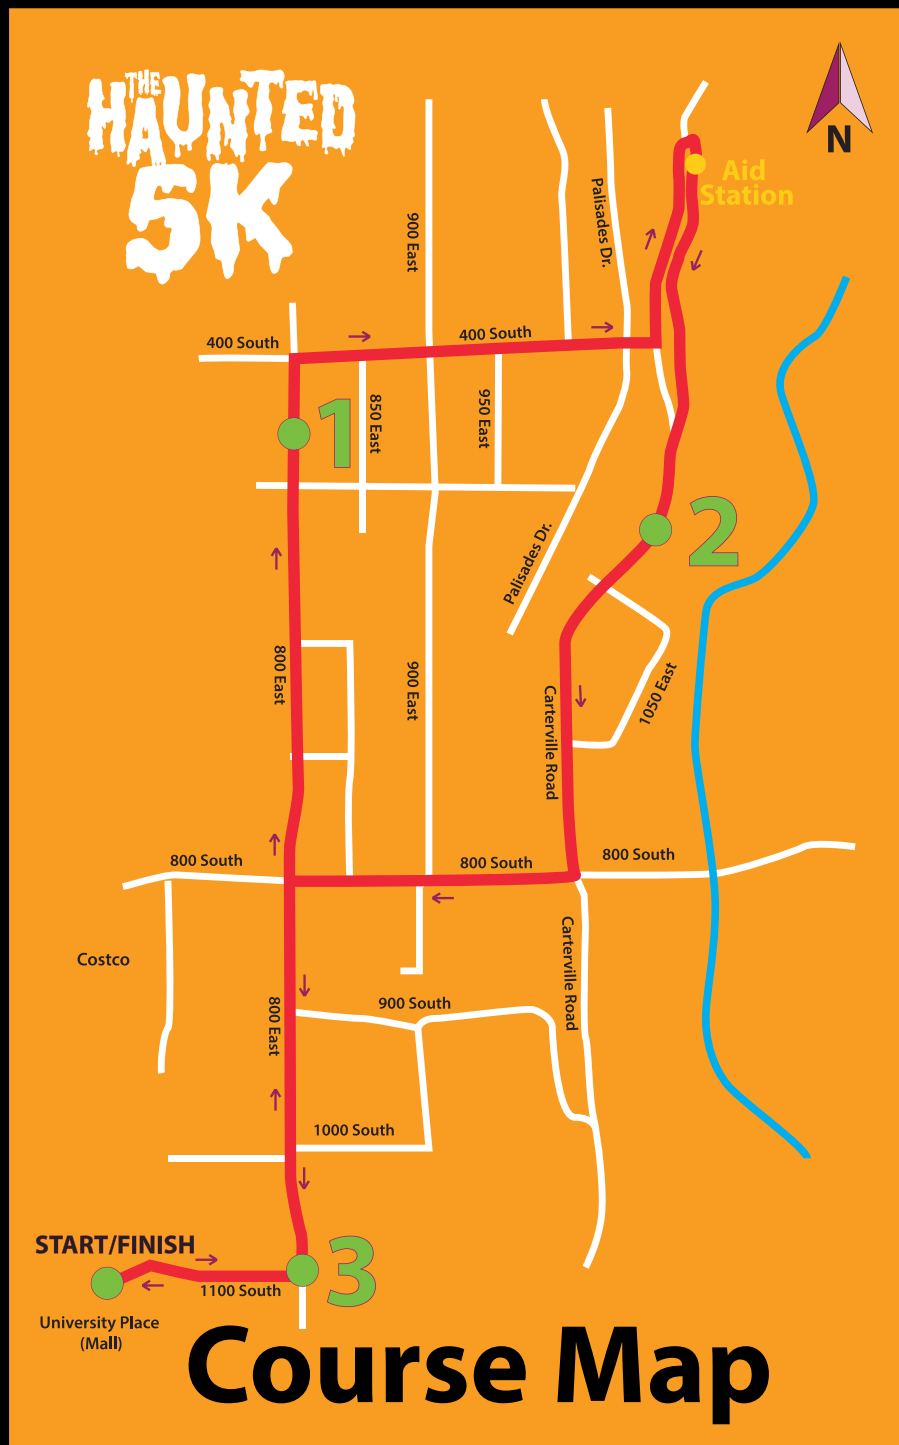 THE
HAUNTED
5K
N
Aid
Station
900 East
Palisades Dr.
400 South
400 South
1
850 East
950 East
2
Palisades Dr.
800 East
900 East
Carterville Road
1050 East
800 South
800 South
800 South
Costco
Carterville Road
800 East
900 South
1000 South
START/FINISH
3
1100 South
University Place
(Mall)
Course Map